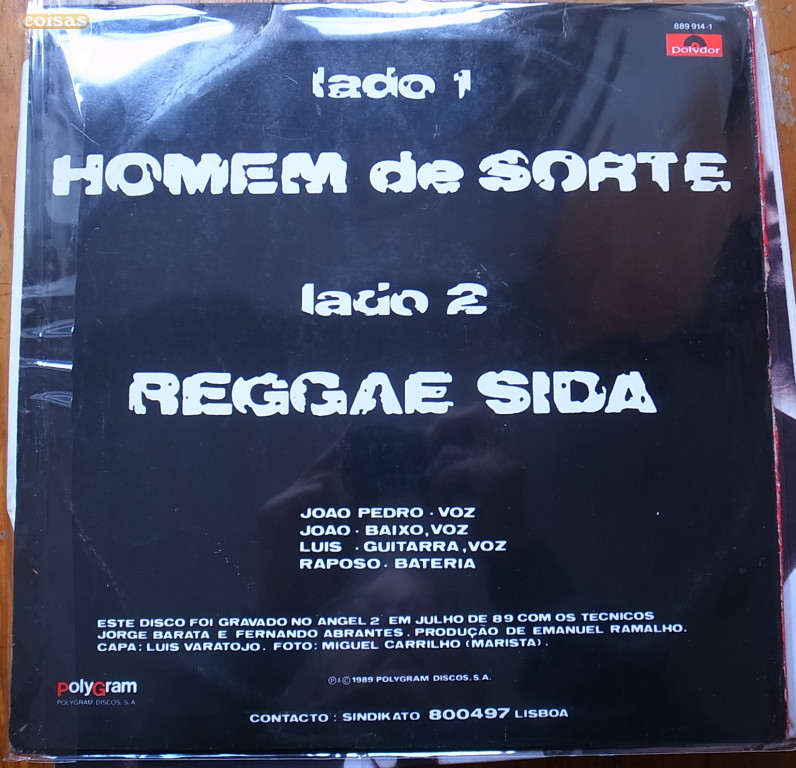 coisas
889 914-1
polydor
lado 1
HOMEM de SORTE
lado 2
REGGAE SIDA
JOAO PEDRO · VOZ
JOAO · BAIXO, VOZ
LUIS · GUITARRA, VOZ
RAPOSO · BATERIA
ESTE DISCO FOI GRAVADO NO ANGEL 2 EM JULHO DE 89 COM OS TECNICOS
JORGE BARATA E FERNANDO ABRANTES. PRODUÇÃO DE EMANUEL RAMALHO.
CAPA: LUIS VARATOJO. FOTO: MIGUEL CARRILHO (MARISTA).
PolyGram
POLYGRAM DISCOS, S.A.
℗ & © 1989 POLYGRAM DISCOS, S.A.
CONTACTO : SINDIKATO 800497 LISBOA